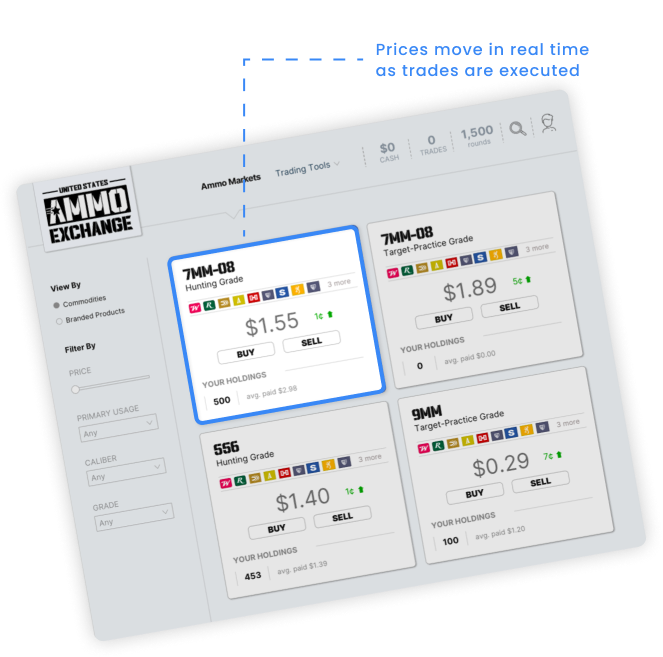 Prices move in real time
as trades are executed
UNITED STATES
AMMO
EXCHANGE
Ammo Markets
Trading Tools
$0
CASH
0
TRADES
1,500
rounds
View By
Commodities
Branded Products
Filter By
PRICE
PRIMARY USAGE
Any
CALIBER
Any
GRADE
Any
7MM-08
Hunting Grade
3 more
$1.55
1¢
BUY
SELL
YOUR HOLDINGS
500
avg. paid $2.98
7MM-08
Target-Practice Grade
3 more
$1.89
5¢
BUY
SELL
YOUR HOLDINGS
0
avg. paid $0.00
556
Hunting Grade
3 more
$1.40
1¢
BUY
SELL
YOUR HOLDINGS
453
avg. paid $1.39
9MM
Target-Practice Grade
3 more
$0.29
7¢
BUY
SELL
YOUR HOLDINGS
100
avg. paid $1.20